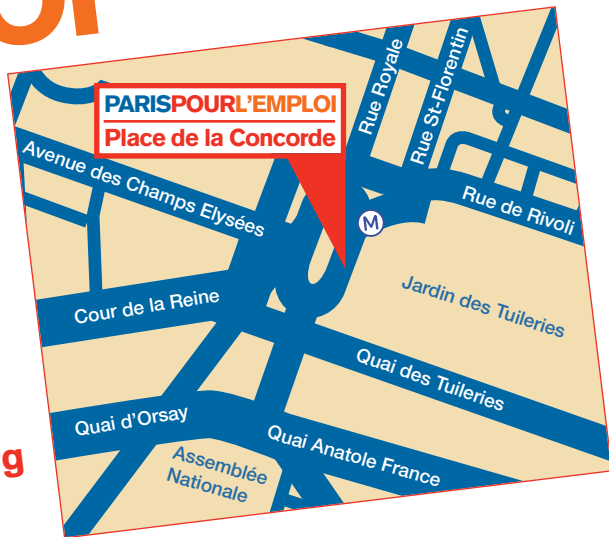 OI
PARISPOURL'EMPLOI
Place de la Concorde
Rue Royale
Rue St-Florentin
Avenue des Champs Elysées
M
Rue de Rivoli
Jardin des Tuileries
Cour de la Reine
Quai des Tuileries
Quai d'Orsay
Quai Anatole France
Assemblée
Nationale
g